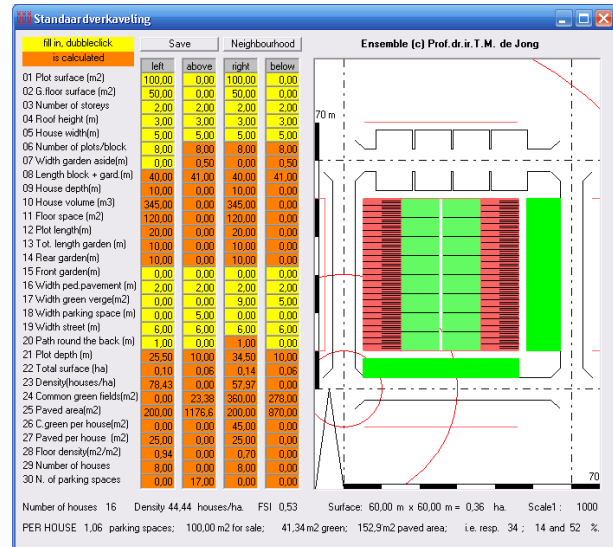 Standaardverkaveling
fill in, dubbleclick
is calculated
Save
Neighbourhood
Ensemble (c) Prof.dr.ir.T.M. de Jong
left above right below
01 Plot surface (m2) 100,00 0,00 100,00 0,00
02 G.floor surface (m2) 50,00 0,00 50,00 0,00
03 Number of storeys 2,00 2,00 2,00 2,00
04 Roof height (m) 3,00 3,00 3,00 3,00
05 House width(m) 5,00 5,00 5,00 5,00
06 Number of plots/block 8,00 8,00 8,00 8,00
07 Width garden aside(m) 0,00 0,50 0,00 0,50
08 Length block + gard.(m) 40,00 41,00 40,00 41,00
09 House depth(m) 10,00 0,00 10,00 0,00
10 House volume (m3) 345,00 0,00 345,00 0,00
11 Floor space (m2) 120,00 0,00 120,00 0,00
12 Plot length(m) 20,00 0,00 20,00 0,00
13 Tot. length garden (m) 10,00 0,00 10,00 0,00
14 Rear garden(m) 10,00 0,00 10,00 0,00
15 Front garden(m) 0,00 0,00 0,00 0,00
16 Width ped.pavement (m) 2,00 2,00 2,00 2,00
17 Width green verge(m2) 0,00 0,00 9,00 5,00
18 Width parking space (m) 0,00 5,00 0,00 0,00
19 Width street (m) 6,00 6,00 6,00 6,00
20 Path round the back (m) 1,00 0,00 1,00 0,00
21 Plot depth (m) 25,50 10,00 34,50 10,00
22 Total surface (ha) 0,10 0,06 0,14 0,06
23 Density(houses/ha) 78,43 0,00 57,97 0,00
24 Common green fields(m2) 0,00 23,38 360,00 278,00
25 Paved area(m2) 200,00 1176,6 200,00 870,00
26 C.green per house(m2) 0,00 0,00 45,00 0,00
27 Paved per house (m2) 25,00 0,00 25,00 0,00
28 Floor density(m2/m2) 0,94 0,00 0,70 0,00
29 Number of houses 8,00 0,00 8,00 0,00
30 N. of parking spaces 0,00 17,00 0,00 0,00
70 m
70
Number of houses 16 Density 44,44 houses/ha. FSI 0,53 Surface: 60,00 m x 60,00 m = 0,36 ha. Scale1 : 1000
PER HOUSE 1,06 parking spaces; 100,00 m2 for sale; 41,34 m2 green; 152,9 m2 paved area; i.e. resp. 34 ; 14 and 52 %.